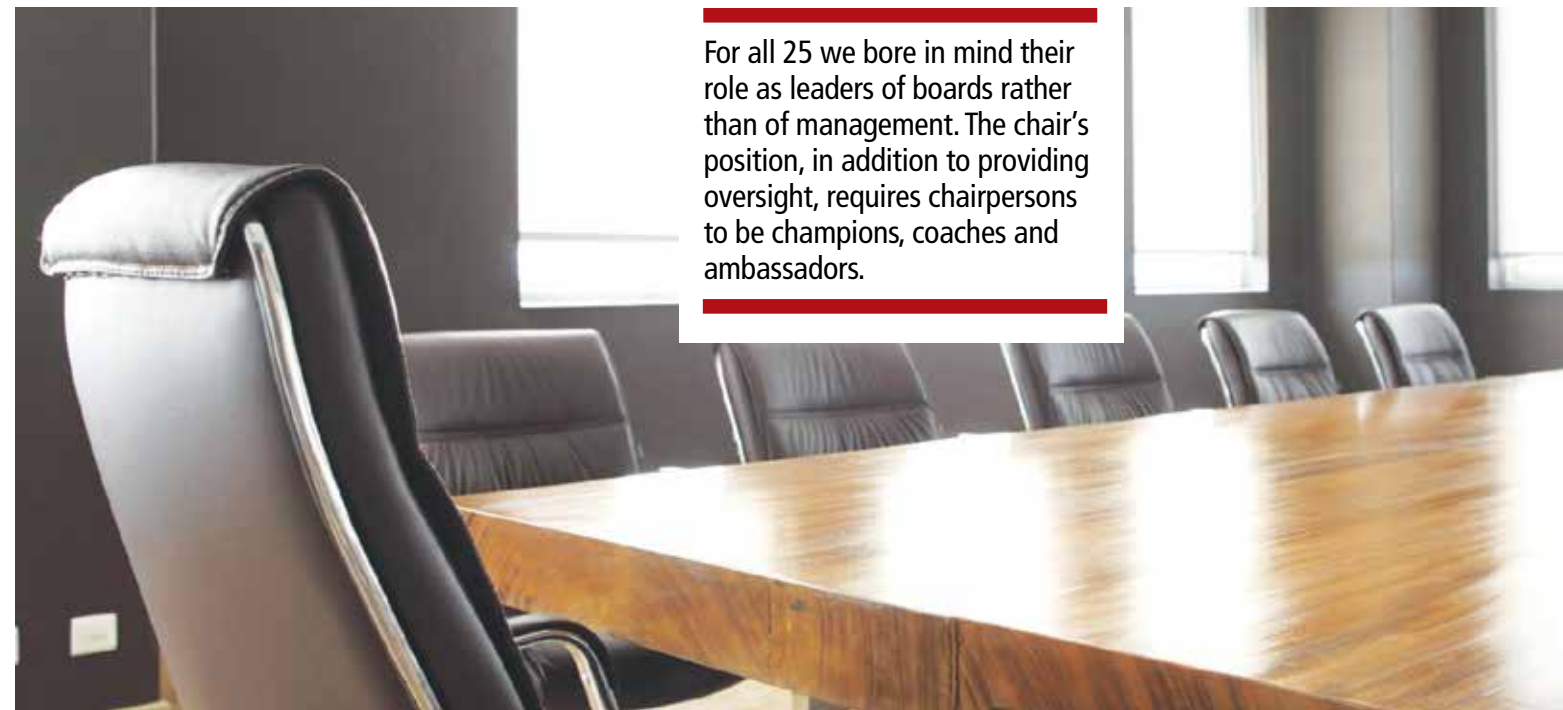 For all 25 we bore in mind their
role as leaders of boards rather
than of management. The chair's
position, in addition to providing
oversight, requires chairpersons
to be champions, coaches and
ambassadors.